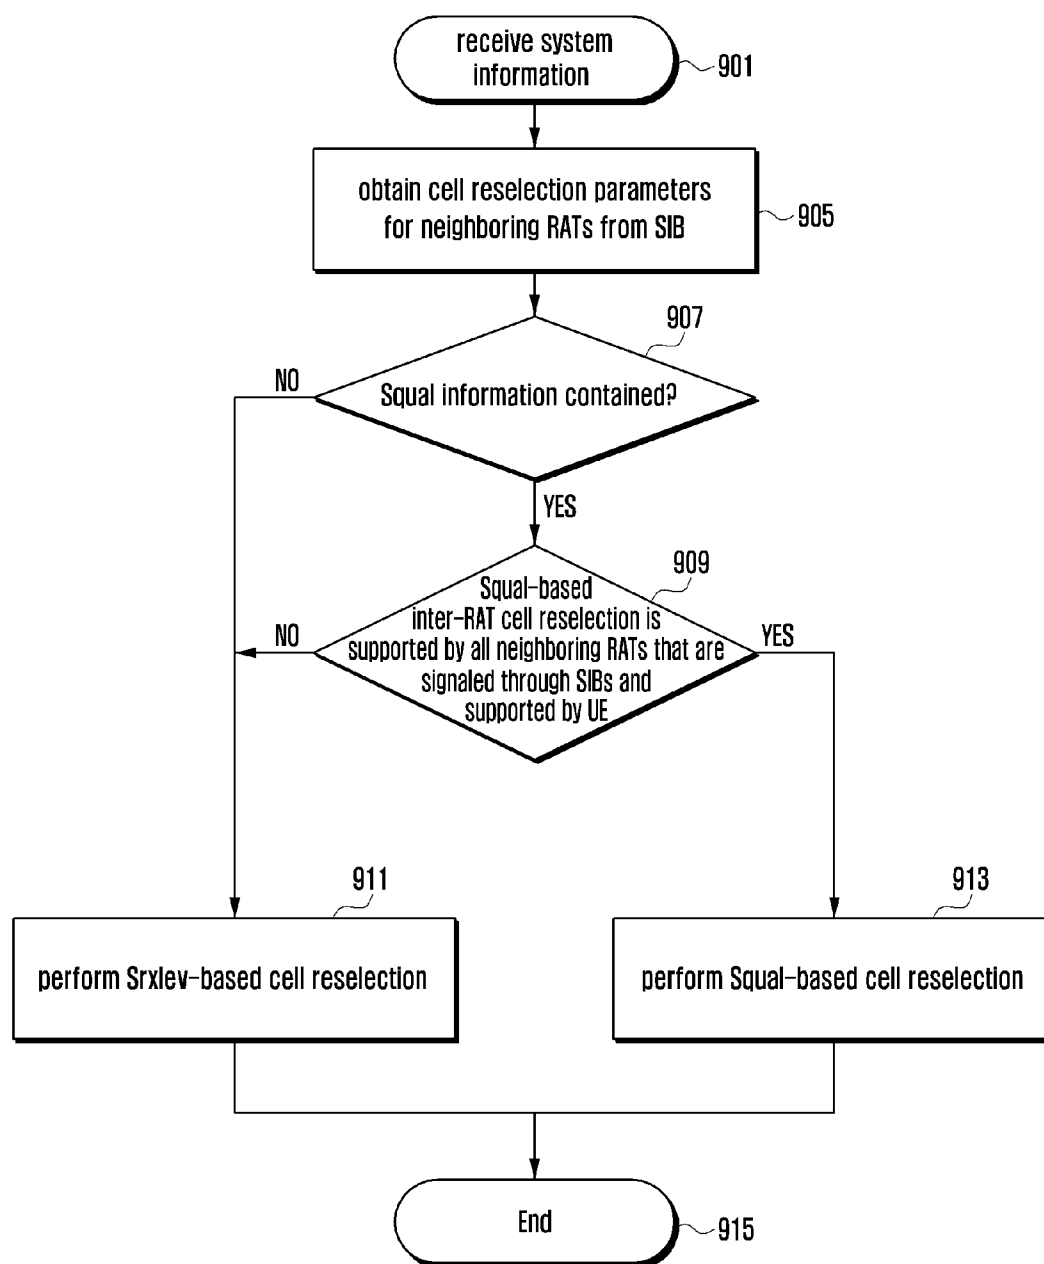 receive system
information
901
obtain cell reselection parameters
for neighboring RATs from SIB
905
907
Squal information contained?
NO
YES
909
Squal-based
inter-RAT cell reselection is
supported by all neighboring RATs that are
signaled through SIBs and
supported by UE
NO
YES
911
perform Srxlev-based cell reselection
913
perform Squal-based cell reselection
End
915